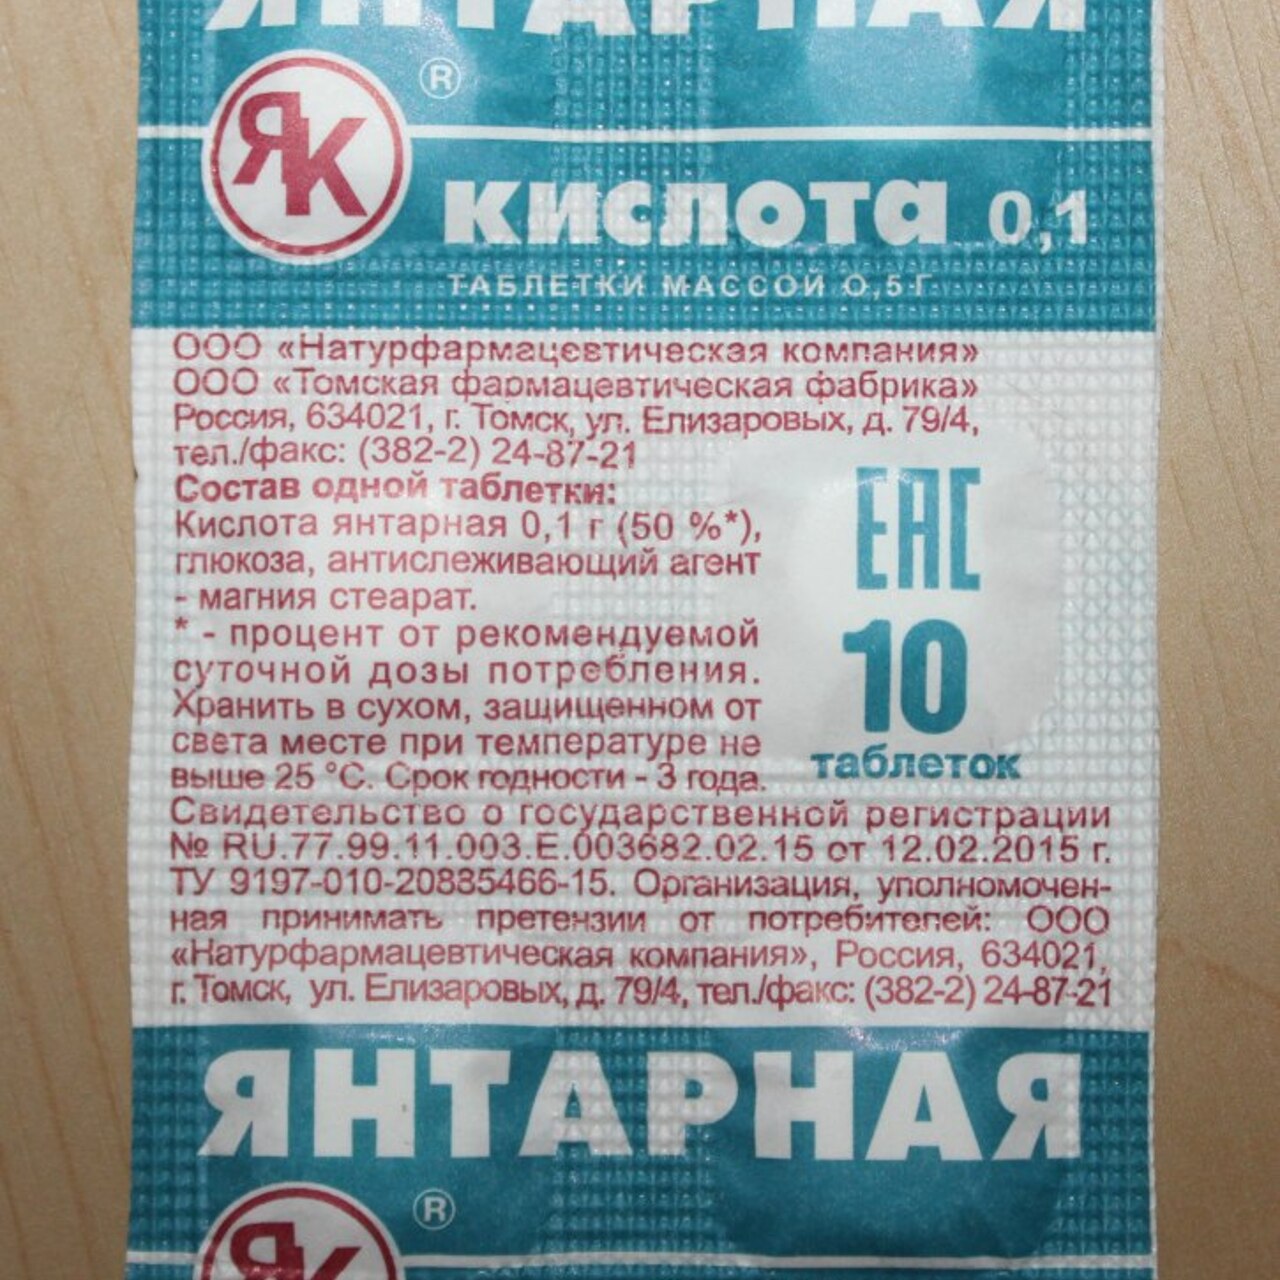 ЯНТАРНАЯ
ЯК ®
кислота 0,1
ТАБЛЕТКИ МАССОЙ 0,5 Г
ООО «Натурфармацевтическая компания»
ООО «Томская фармацевтическая фабрика»
Россия, 634021, г. Томск, ул. Елизаровых, д. 79/4,
тел./факс: (382-2) 24-87-21
Состав одной таблетки:
Кислота янтарная 0,1 г (50 %*),
глюкоза, антислеживающий агент
- магния стеарат.
* - процент от рекомендуемой
суточной дозы потребления.
Хранить в сухом, защищенном от
света месте при температуре не
выше 25 °С. Срок годности - 3 года.
ЕАС
10
таблеток
Свидетельство о государственной регистрации
№ RU.77.99.11.003.Е.003682.02.15 от 12.02.2015 г.
ТУ 9197-010-20885466-15. Организация, уполномочен-
ная принимать претензии от потребителей: ООО
«Натурфармацевтическая компания», Россия, 634021,
г. Томск, ул. Елизаровых, д. 79/4, тел./факс: (382-2) 24-87-21
ЯНТАРНАЯ
ЯК ®